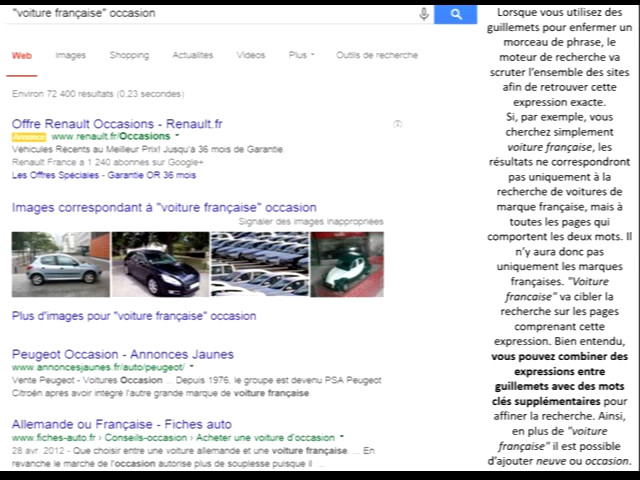 "voiture française" occasion
Web Images Shopping Actualités Vidéos Plus Outils de recherche
Environ 72 400 résultats (0,23 secondes)
Offre Renault Occasions - Renault.fr
Annonce www.renault.fr/Occasions
Véhicules Récents au Meilleur Prix! Jusqu'à 36 mois de Garantie
Renault France a 1 240 abonnés sur Google+
Les Offres Spéciales - Garantie OR 36 mois
Images correspondant à "voiture française" occasion
Signaler des images inappropriées
Plus d'images pour "voiture française" occasion
Peugeot Occasion - Annonces Jaunes
www.annoncesjaunes.fr/auto/peugeot/
Vente Peugeot - Voitures Occasion ... Depuis 1976, le groupe est devenu PSA Peugeot
Citroën après avoir intégré l'autre grande marque de voiture française.
Allemande ou Française - Fiches auto
www.fiches-auto.fr › Conseils-occasion › Acheter une voiture d'occasion
28 avr. 2012 - Que choisir entre une voiture allemande et une voiture française. ... En
revanche le marché de l'occasion autorise plus de souplesse puisque il ...
Lorsque vous utilisez des
guillemets pour enfermer un
morceau de phrase, le
moteur de recherche va
scruter l'ensemble des sites
afin de retrouver cette
expression exacte.
Si, par exemple, vous
cherchez simplement
voiture française, les
résultats ne correspondront
pas uniquement à la
recherche de voitures de
marque française, mais à
toutes les pages qui
comportent les deux mots. Il
n'y aura donc pas
uniquement les marques
françaises. "Voiture
francaise" va cibler la
recherche sur les pages
comprenant cette
expression. Bien entendu,
vous pouvez combiner des
expressions entre
guillemets avec des mots
clés supplémentaires pour
affiner la recherche. Ainsi,
en plus de "voiture
française" il est possible
d'ajouter neuve ou occasion.